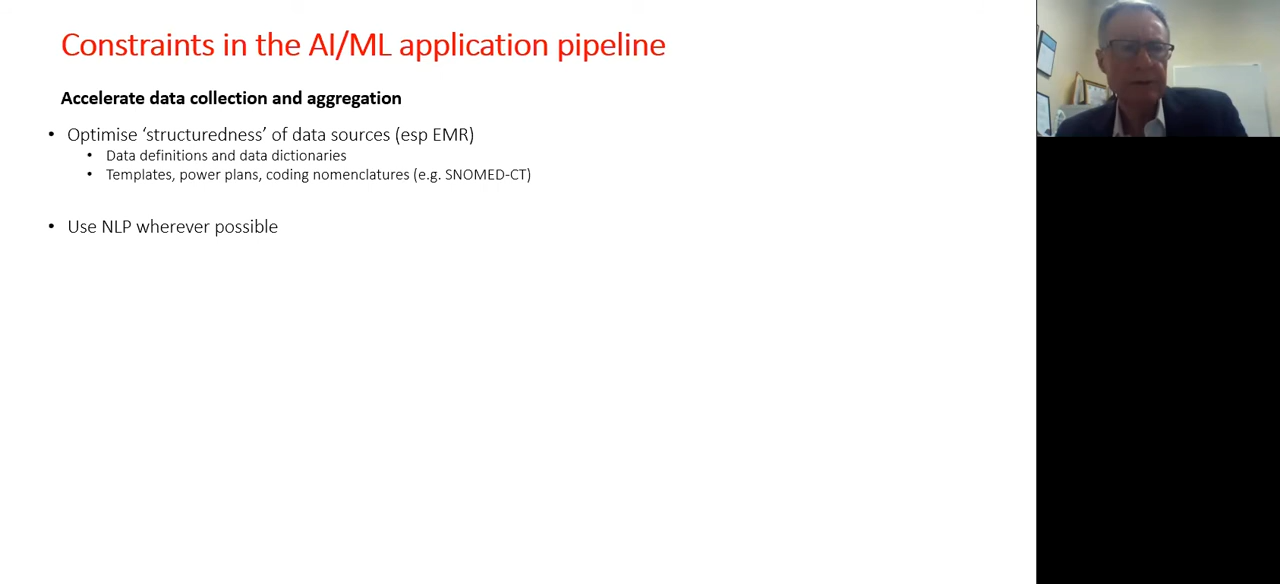 Constraints in the AI/ML application pipeline
Accelerate data collection and aggregation
• Optimise ‘structuredness’ of data sources (esp EMR)
• Data definitions and data dictionaries
• Templates, power plans, coding nomenclatures (e.g. SNOMED-CT)
• Use NLP wherever possible